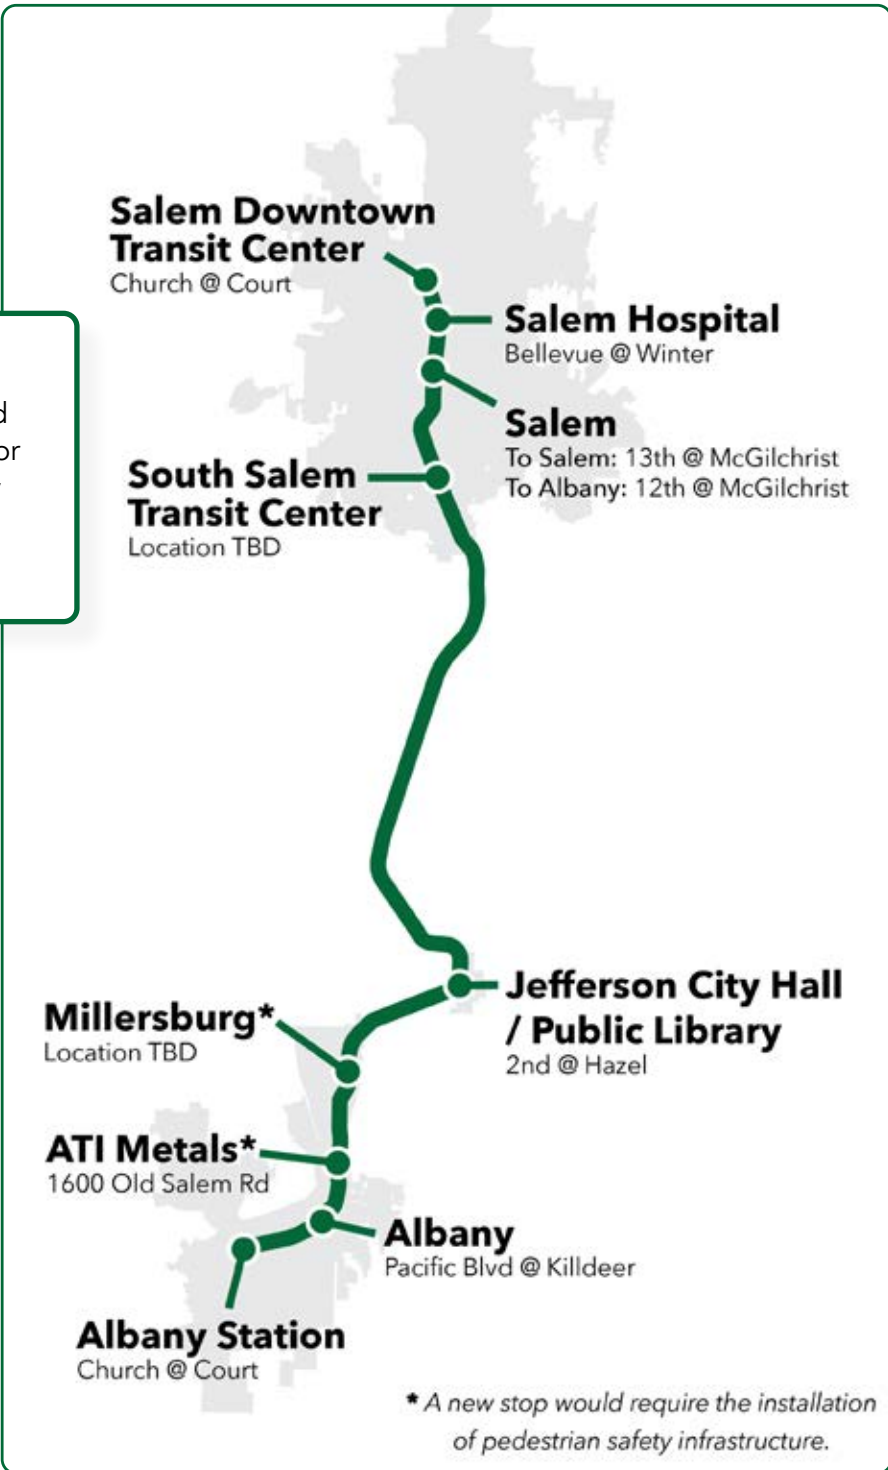 Salem Downtown
Transit Center
Church @ Court
Salem Hospital
Bellevue @ Winter
Salem
To Salem: 13th @ McGilchrist
To Albany: 12th @ McGilchrist
South Salem
Transit Center
Location TBD
Jefferson City Hall
/ Public Library
2nd @ Hazel
Millersburg*
Location TBD
ATI Metals*
1600 Old Salem Rd
Albany
Pacific Blvd @ Killdeer
Albany Station
Church @ Court
* A new stop would require the installation
of pedestrian safety infrastructure.